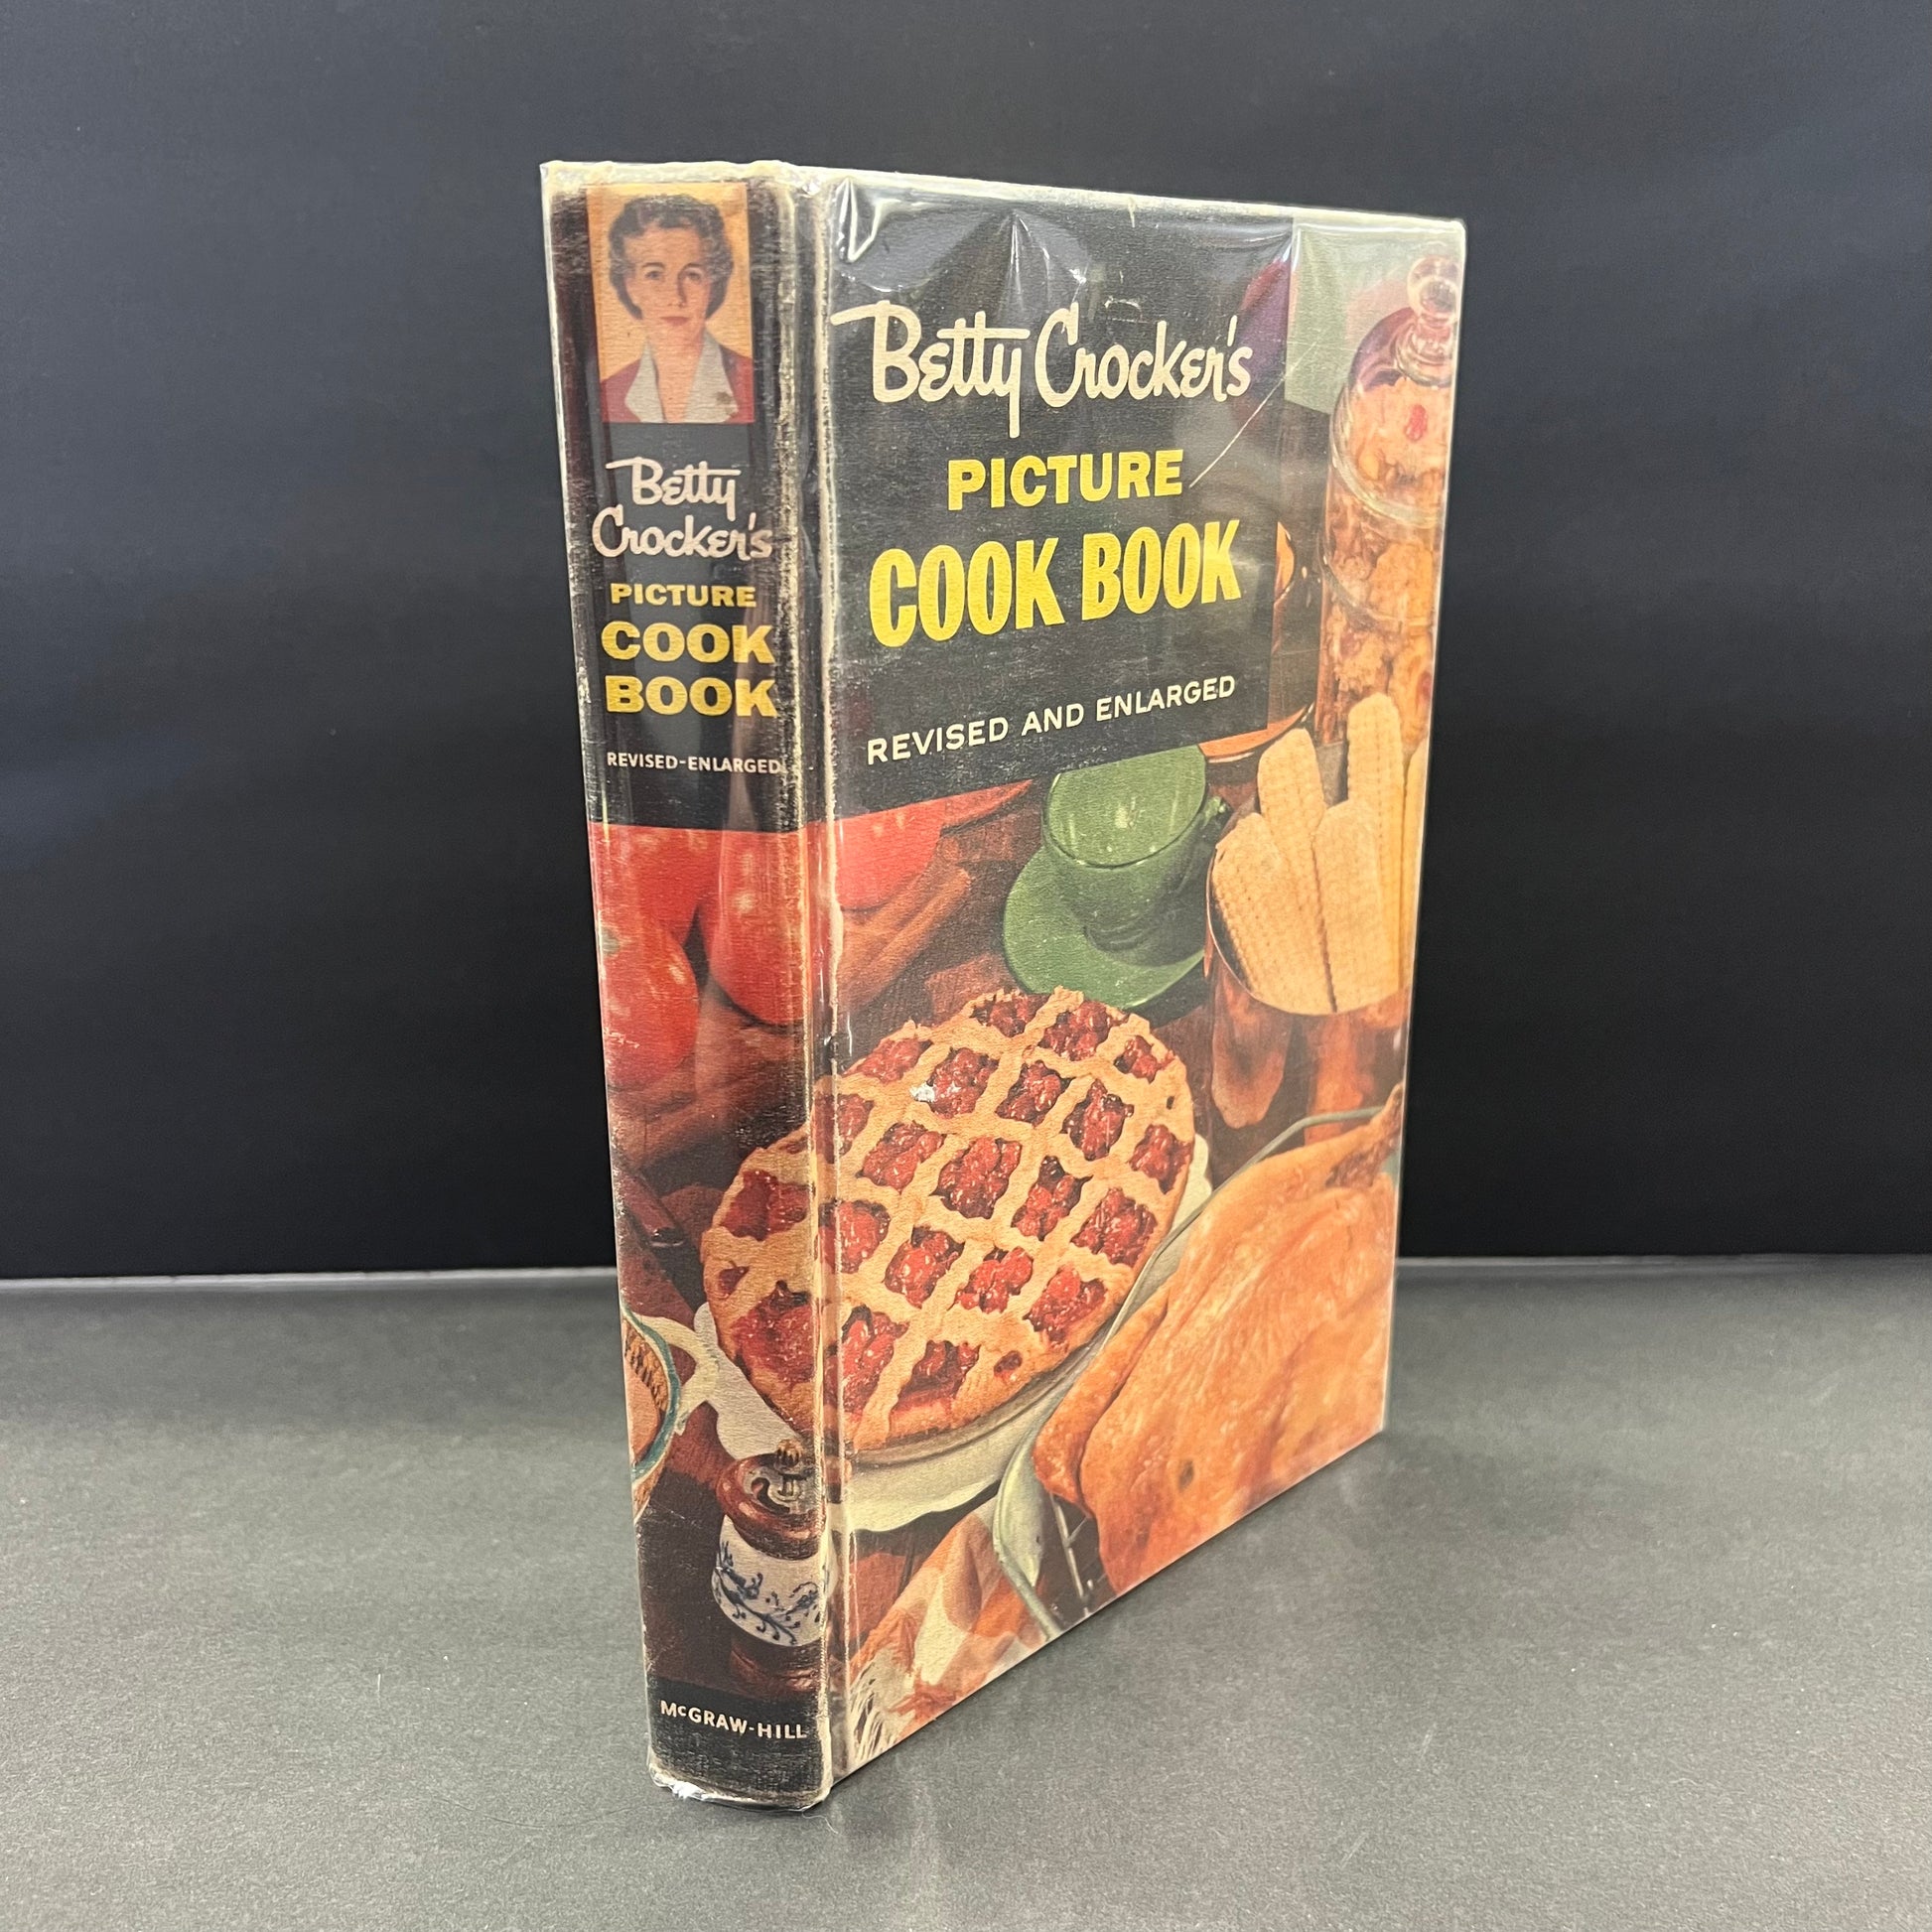 Betty
Crocker's
PICTURE
COOK
BOOK
REVISED-ENLARGED
McGRAW-HILL
Betty Crocker's
PICTURE
COOK BOOK
REVISED AND ENLARGED